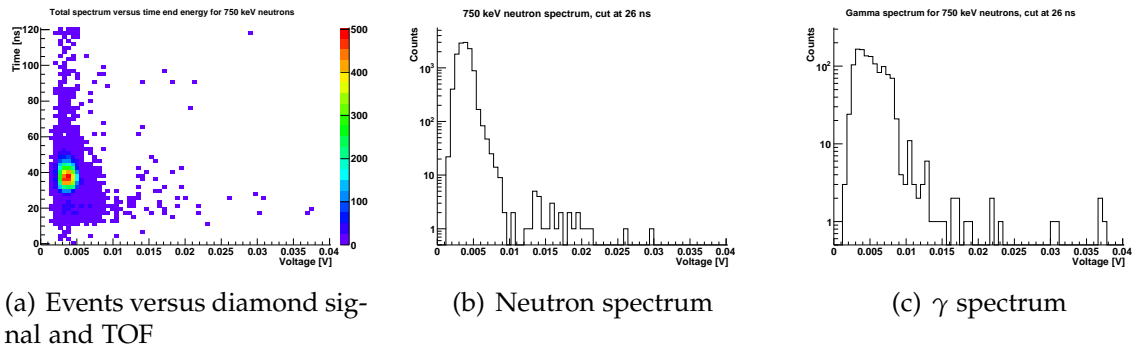 Total spectrum versus time end energy for 750 keV neutrons
Time [ns]
120
100
80
60
40
20
0
0 0.005 0.01 0.015 0.02 0.025 0.03 0.035 0.04
Voltage [V]
500
400
300
200
100
0
(a) Events versus diamond sig-
nal and TOF
750 keV neutron spectrum, cut at 26 ns
Counts
10³
10²
10
1
0 0.005 0.01 0.015 0.02 0.025 0.03 0.035 0.04
Voltage [V]
(b) Neutron spectrum
Gamma spectrum for 750 keV neutrons, cut at 26 ns
Counts
10²
10
1
0 0.005 0.01 0.015 0.02 0.025 0.03 0.035 0.04
Voltage [V]
(c) γ spectrum